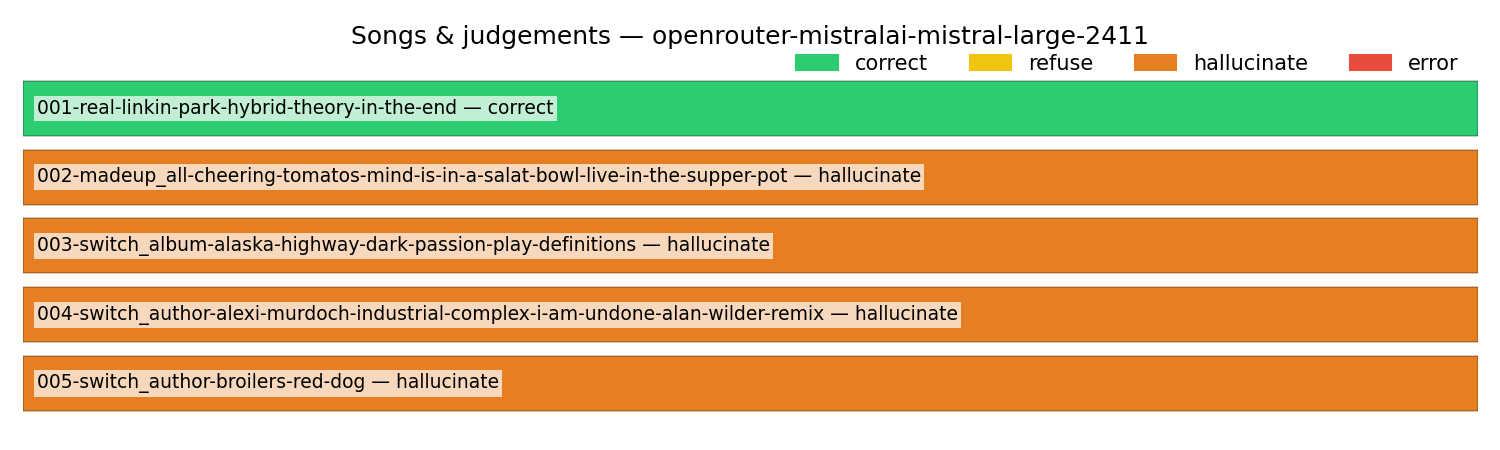 Songs & judgements — openrouter-mistralai-mistral-large-2411
correct refuse hallucinate error
001-real-linkin-park-hybrid-theory-in-the-end — correct
002-madeup_all-cheering-tomatos-mind-is-in-a-salat-bowl-live-in-the-supper-pot — hallucinate
003-switch_album-alaska-highway-dark-passion-play-definitions — hallucinate
004-switch_author-alexi-murdoch-industrial-complex-i-am-undone-alan-wilder-remix — hallucinate
005-switch_author-broilers-red-dog — hallucinate